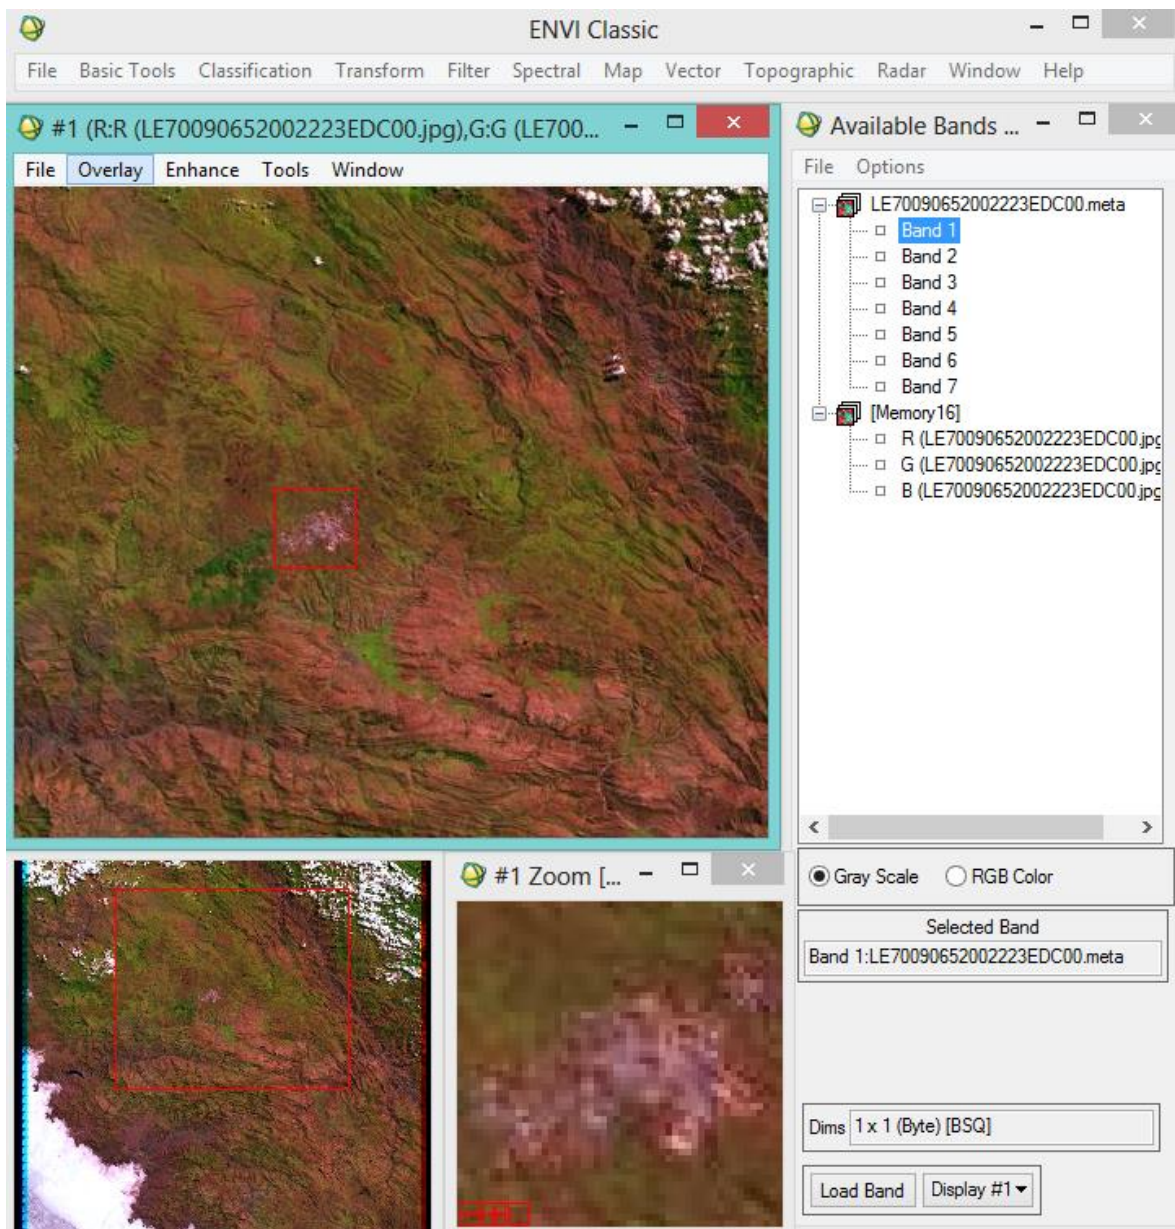 ENVI Classic
File Basic Tools Classification Transform Filter Spectral Map Vector Topographic Radar Window Help
#1 (R:R (LE70090652002223EDC00.jpg),G:G (LE700...
File Overlay Enhance Tools Window
Available Bands ...
File Options
LE70090652002223EDC00.meta
Band 1
Band 2
Band 3
Band 4
Band 5
Band 6
Band 7
[Memory16]
R (LE70090652002223EDC00.jpg
G (LE70090652002223EDC00.jpg
B (LE70090652002223EDC00.jpg
#1 Zoom [...
Gray Scale RGB Color
Selected Band
Band 1:LE70090652002223EDC00.meta
Dims 1 x 1 (Byte) [BSQ]
Load Band Display #1